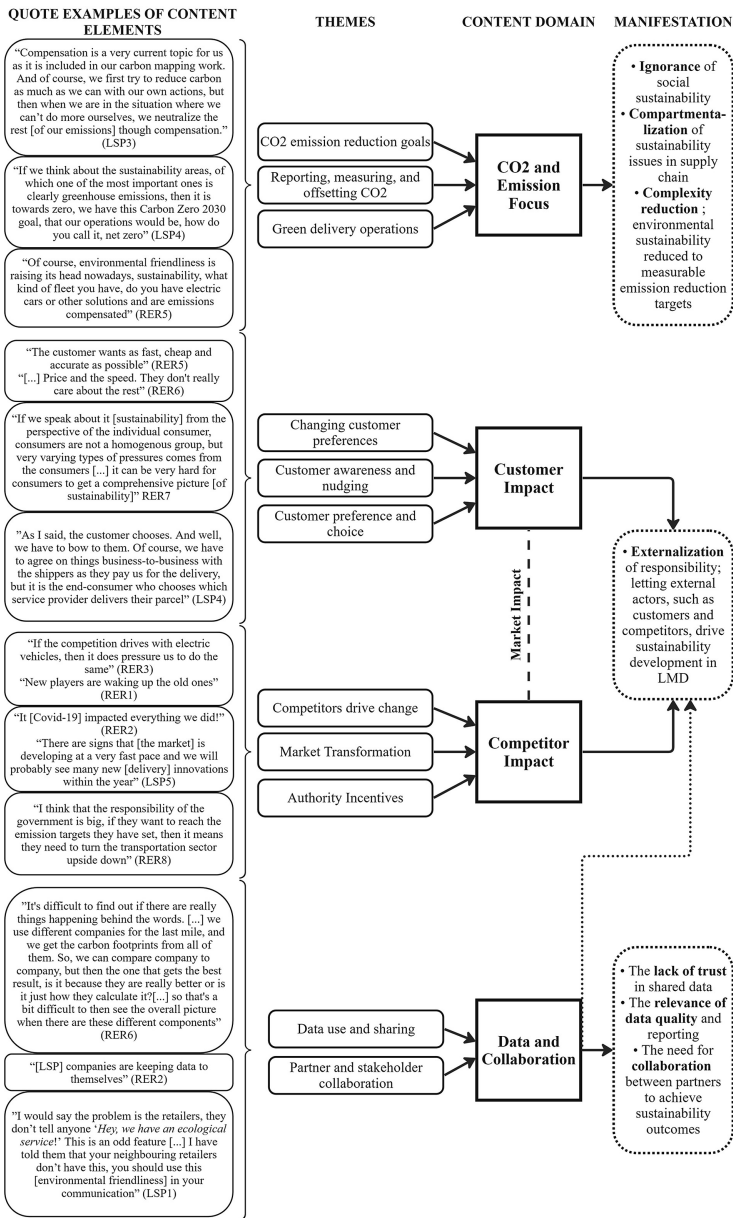 QUOTE EXAMPLES OF CONTENT
ELEMENTS
THEMES
CONTENT DOMAIN
MANIFESTATION
“Compensation is a very current topic for us
as it is included in our carbon mapping work.
And of course, we first try to reduce carbon
as much as we can with our own actions, but
then when we are in the situation where we
can’t do more ourselves, we neutralize the
rest [of our emissions] though compensation.”
(LSP3)
“If we think about the sustainability areas, of
which one of the most important ones is
clearly greenhouse emissions, then it is
towards zero, we have this Carbon Zero 2030
goal, that our operations would be, how do
you call it, net zero” (LSP4)
“Of course, environmental friendliness is
raising its head nowadays, sustainability, what
kind of fleet you have, do you have electric
cars or other solutions and are emissions
compensated” (RER5)
CO2 emission reduction goals
Reporting, measuring, and
offsetting CO2
Green delivery operations
CO2 and
Emission
Focus
• Ignorance of
social
sustainability
• Compartmenta-
lization of
sustainability
issues in supply
chain
• Complexity
reduction ;
environmental
sustainability
reduced to
measurable
emission reduction
targets
“The customer wants as fast, cheap and
accurate as possible” (RER5)
“[...] Price and the speed. They don't really
care about the rest” (RER6)
“If we speak about it [sustainability] from the
perspective of the individual consumer,
consumers are not a homogenous group, but
very varying types of pressures comes from
the consumers [...] it can be very hard for
consumers to get a comprehensive picture [of
sustainability]” RER7
”As I said, the customer chooses. And well,
we have to bow to them. Of course, we have
to agree on things business-to-business with
the shippers as they pay us for the delivery,
but it is the end-consumer who chooses which
service provider delivers their parcel” (LSP4)
Changing customer
preferences
Customer awareness and
nudging
Customer preference and
choice
Customer
Impact
Market Impact
• Externalization
of responsibility;
letting external
actors, such as
customers and
competitors, drive
sustainability
development in
LMD
“If the competition drives with electric
vehicles, then it does pressure us to do the
same” (RER3)
“New players are waking up the old ones”
(RER1)
“It [Covid-19] impacted everything we did!”
(RER2)
“There are signs that [the market] is
developing at a very fast pace and we will
probably see many new [delivery] innovations
within the year” (LSP5)
“I think that the responsibility of the
government is big, if they want to reach the
emission targets they have set, then it means
they need to turn the transportation sector
upside down” (RER8)
Competitors drive change
Market Transformation
Authority Incentives
Competitor
Impact
“It's difficult to find out if there are really
things happening behind the words. [...] we
use different companies for the last mile, and
we get the carbon footprints from all of
them. So, we can compare company to
company, but then the one that gets the best
result, is it because they are really better or is
it just how they calculate it?[...] so that's a
bit difficult to then see the overall picture
when there are these different components”
(RER6)
“[LSP] companies are keeping data to
themselves” (RER2)
”I would say the problem is the retailers, they
don’t tell anyone ‘Hey, we have an ecological
service!’ This is an odd feature [...] I have
told them that your neighbouring retailers
don’t have this, you should use this
[environmental friendliness] in your
communication” (LSP1)
Data use and sharing
Partner and stakeholder
collaboration
Data and
Collaboration
• The lack of trust
in shared data
• The relevance of
data quality and
reporting
• The need for
collaboration
between partners
to achieve
sustainability
outcomes